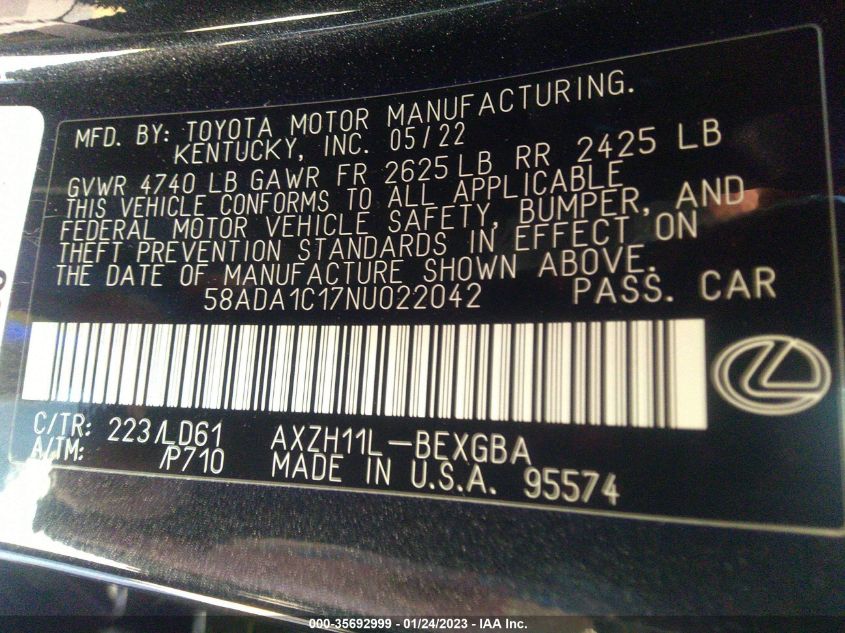 MFD. BY: TOYOTA MOTOR MANUFACTURING.
KENTUCKY, INC. 05/22
GVWR 4740 LB GAWR FR 2625 LB RR 2425 LB
THIS VEHICLE CONFORMS TO ALL APPLICABLE
FEDERAL MOTOR VEHICLE SAFETY, BUMPER, AND
THEFT PREVENTION STANDARDS IN EFFECT ON
THE DATE OF MANUFACTURE SHOWN ABOVE.
58ADA1C17NU022042 PASS. CAR
C/TR: 223/LD61 AXZH11L-BEXGBA
A/TM: /P710 MADE IN U.S.A. 95574
000-35692999 / 01/24/2023 - IAA Inc.